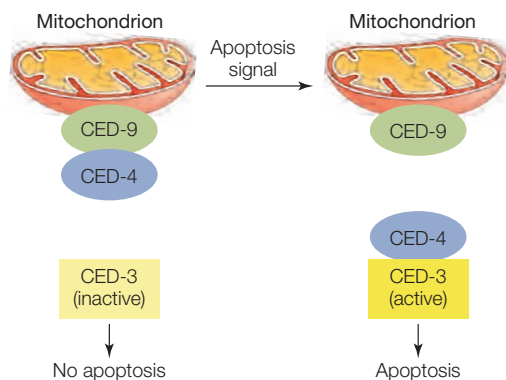 Mitochondrion
CED-9
CED-4
CED-3
(inactive)
No apoptosis
Apoptosis
signal
Mitochondrion
CED-9
CED-4
CED-3
(active)
Apoptosis